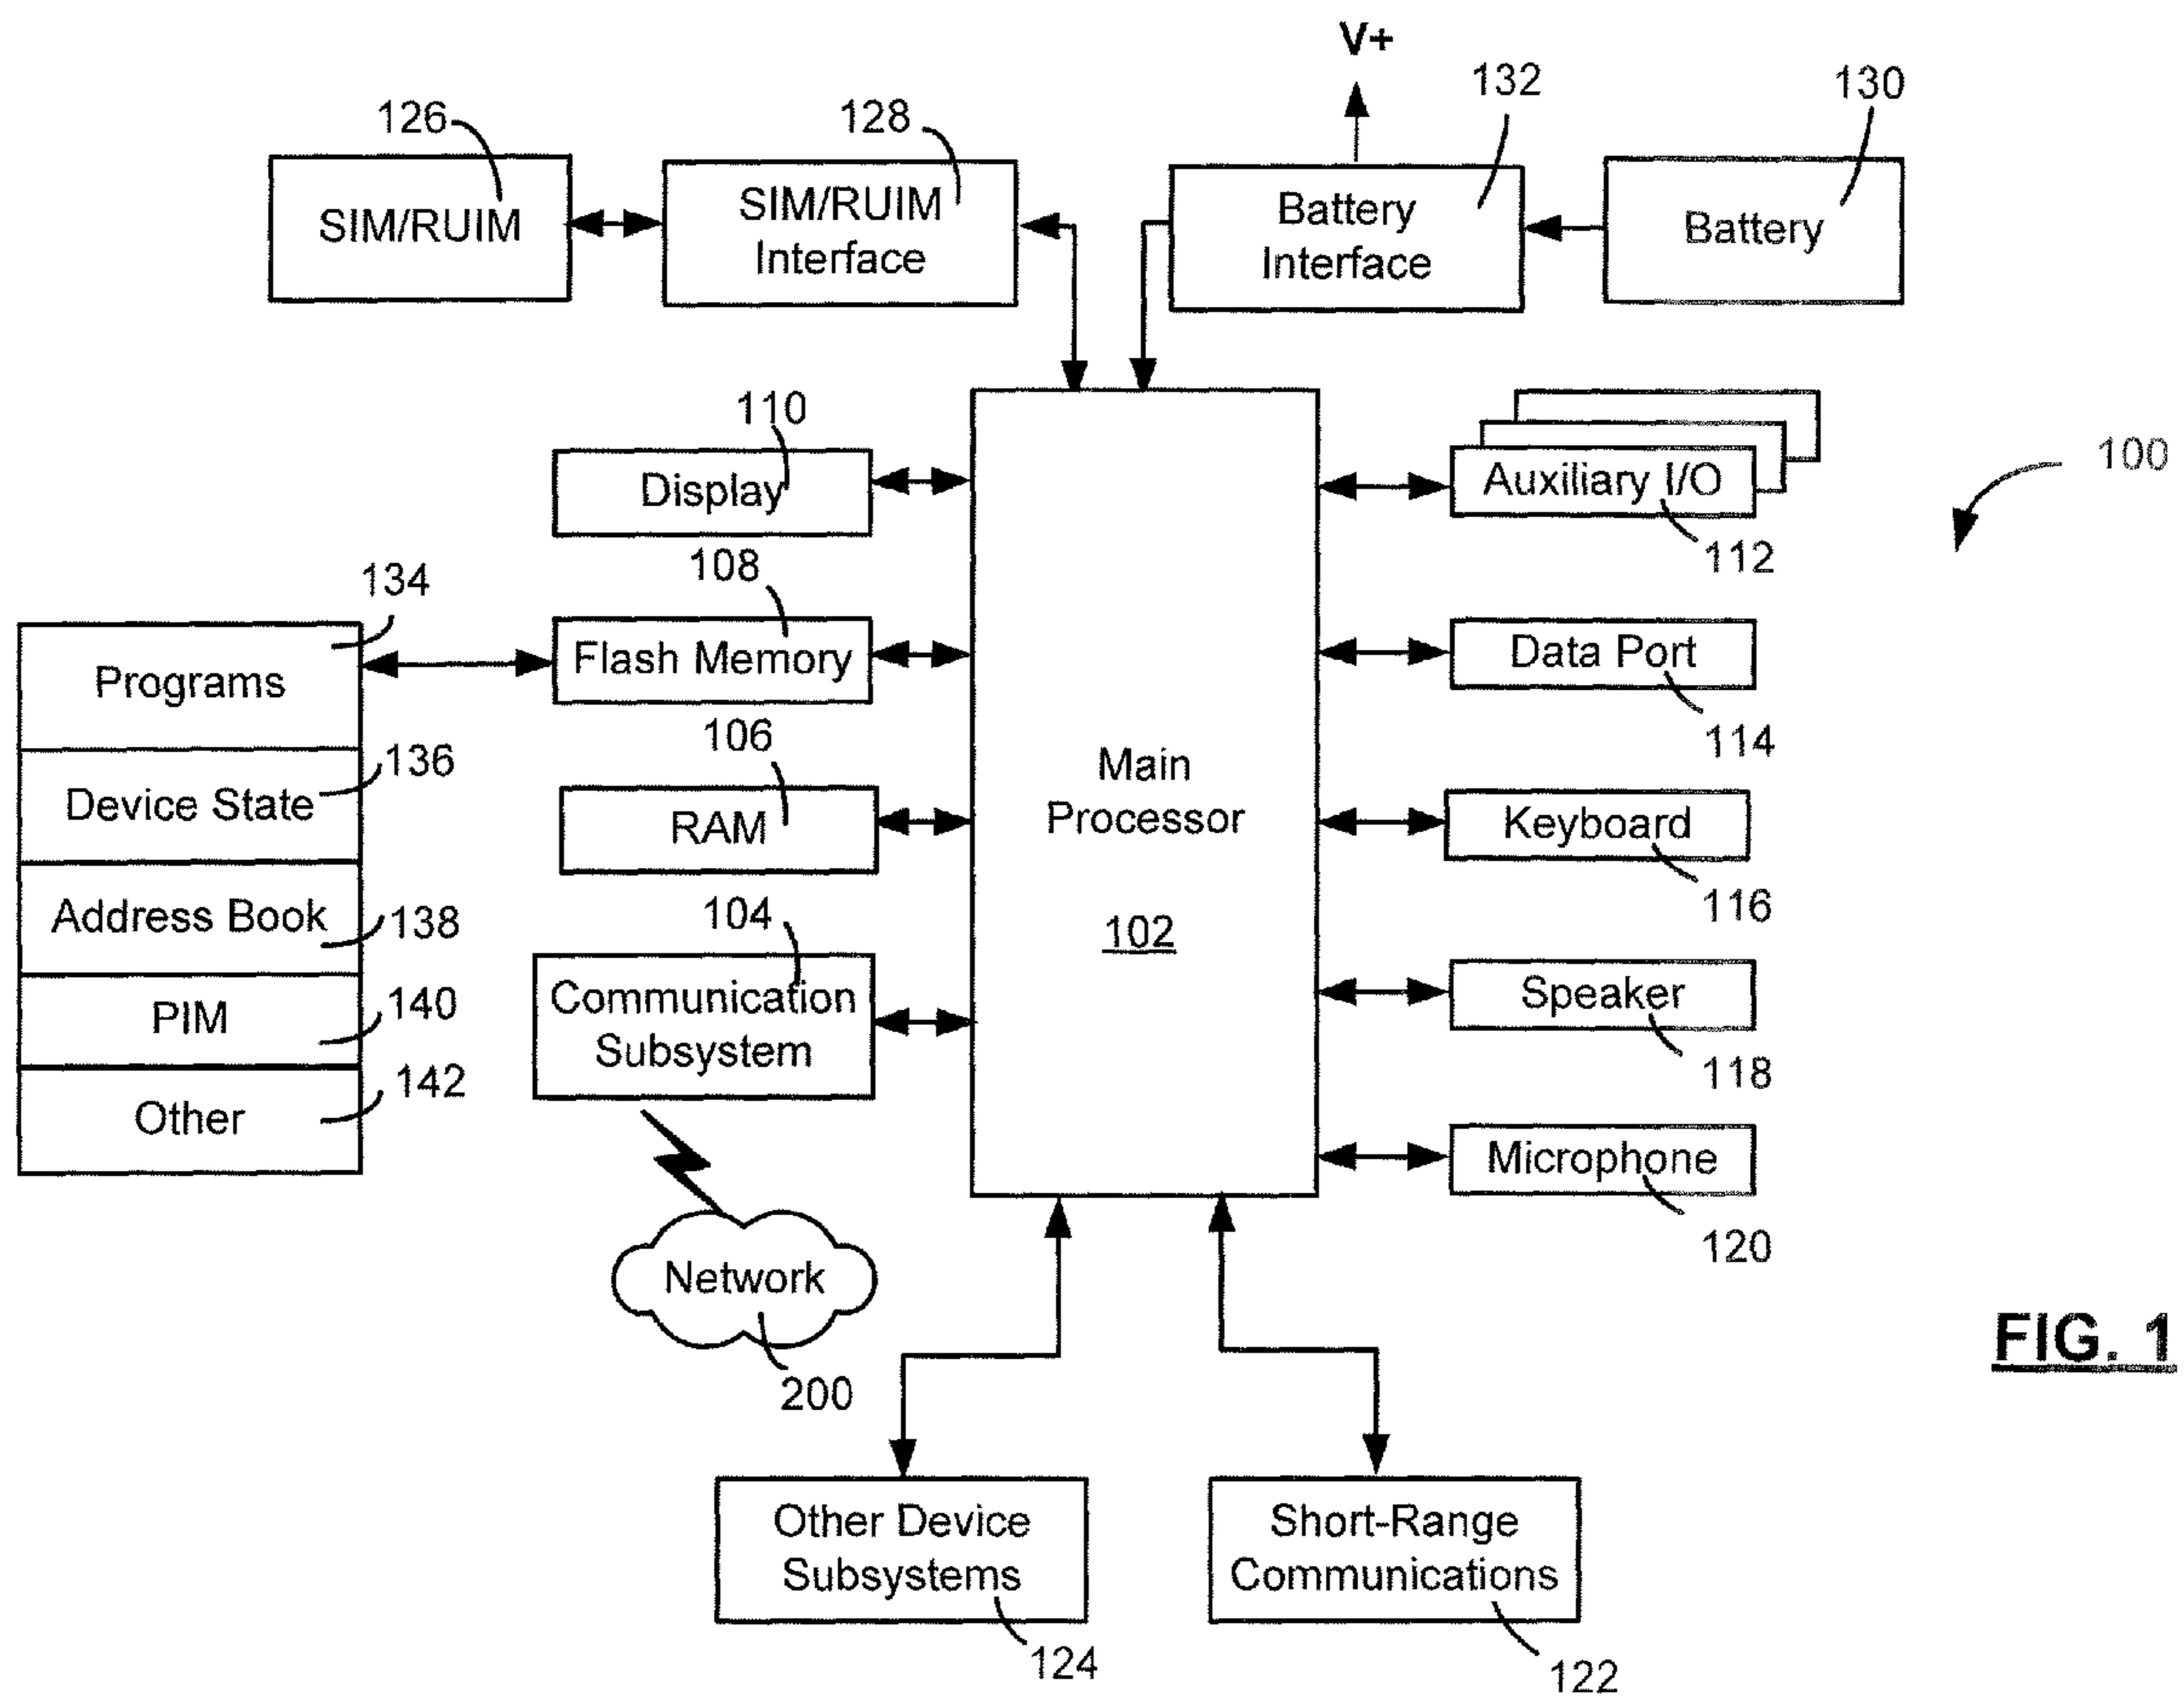 V+
126
128
132
130
SIM/RUIM
SIM/RUIM
Interface
Battery
Interface
Battery
110
Display
Auxiliary I/O
112
100
108
Flash Memory
134
Programs
Data Port
114
106
RAM
136
Device State
Main
Processor
102
Keyboard
116
104
Communication
Subsystem
Address Book
138
Speaker
118
PIM
140
142
Other
Microphone
120
Network
200
FIG. 1
Other Device
Subsystems
124
Short-Range
Communications
122